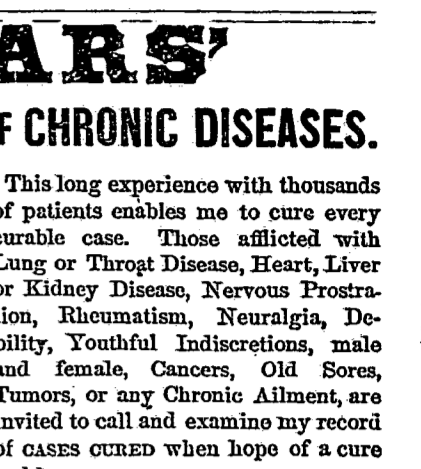 ARS'
F CHRONIC DISEASES.
This long experience with thousands
of patients enables me to cure every
curable case. Those afflicted with
Lung or Throat Disease, Heart, Liver
or Kidney Disease, Nervous Prostra-
tion, Rheumatism, Neuralgia, De-
bility, Youthful Indiscretions, male
and female, Cancers, Old Sores,
Tumors, or any Chronic Ailment, are
invited to call and examine my record
of CASES CURED when hope of a cure